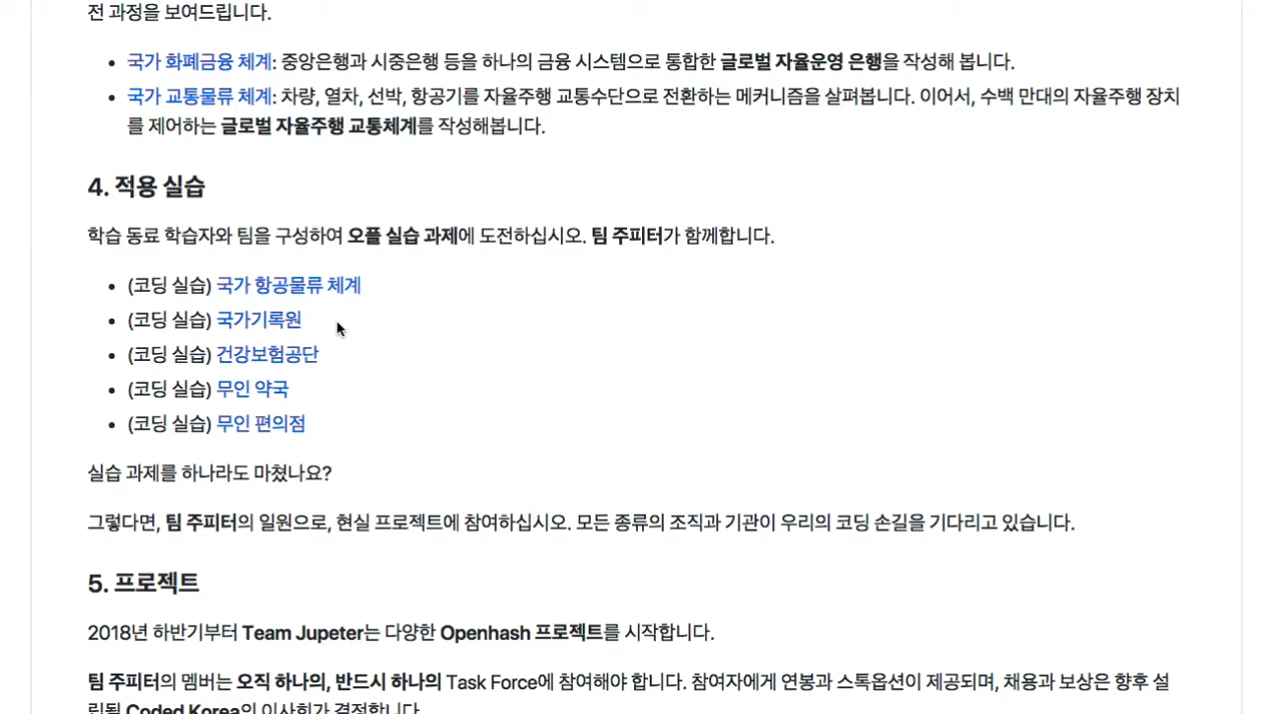 전 과정을 보여드립니다.
국가 화폐금융 체계: 중앙은행과 시중은행 등을 하나의 금융 시스템으로 통합한 글로벌 자율운영 은행을 작성해 봅니다.
국가 교통물류 체계: 차량, 열차, 선박, 항공기를 자율주행 교통수단으로 전환하는 메커니즘을 살펴봅니다. 이어서, 수백 만대의 자율주행 장치
를 제어하는 글로벌 자율주행 교통체계를 작성해봅니다.
4. 적용 실습
학습 동료 학습자와 팀을 구성하여 오플 실습 과제에 도전하십시오. 팀 주피터가 함께합니다.
(코딩 실습) 국가 항공물류 체계
(코딩 실습) 국가기록원
(코딩 실습) 건강보험공단
(코딩 실습) 무인 약국
(코딩 실습) 무인 편의점
실습 과제를 하나라도 마쳤나요?
그렇다면, 팀 주피터의 일원으로, 현실 프로젝트에 참여하십시오. 모든 종류의 조직과 기관이 우리의 코딩 손길을 기다리고 있습니다.
5. 프로젝트
2018년 하반기부터 Team Jupeter는 다양한 Openhash 프로젝트를 시작합니다.
팀 주피터의 멤버는 오직 하나의, 반드시 하나의 Task Force에 참여해야 합니다. 참여자에게 연봉과 스톡옵션이 제공되며, 채용과 보상은 향후 설
립될 Coded Korea의 이사회가 결정합니다.